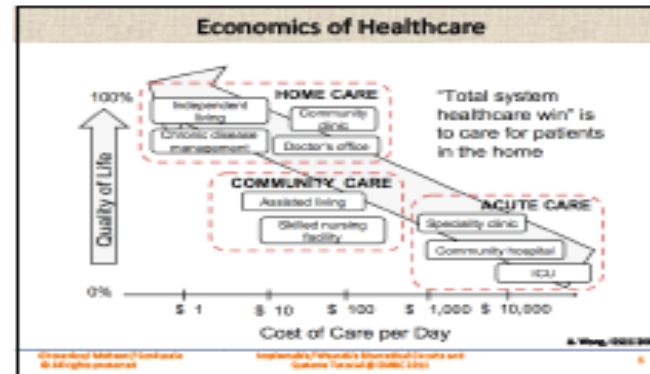 Economics of Healthcare
100%
Quality of Life
0%
HOME CARE
Independent
living
Community
clinic
Chronic disease
management
Doctor's office
"Total system
healthcare win" is
to care for patients
in the home
COMMUNITY CARE
Assisted living
Skilled nursing
facility
ACUTE CARE
Speciality clinic
Community hospital
ICU
$ 1
$ 10
$ 100
$ 1,000
$ 10,000
Cost of Care per Day